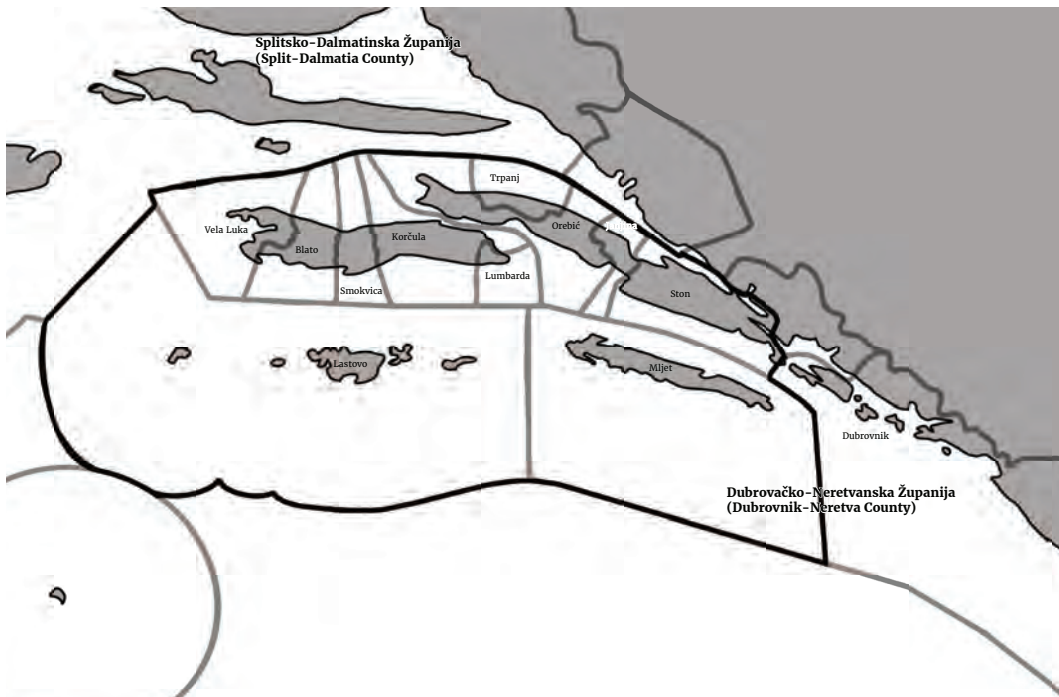 Splitsko-Dalmatinska Županija
(Split-Dalmatia County)
Trpanj
Vela Luka
Blato
Korčula
Orebić
Lumbarda
Smokvica
Ston
Lastovo
Mljet
Dubrovnik
Dubrovačko-Neretvanska Županija
(Dubrovnik-Neretva County)